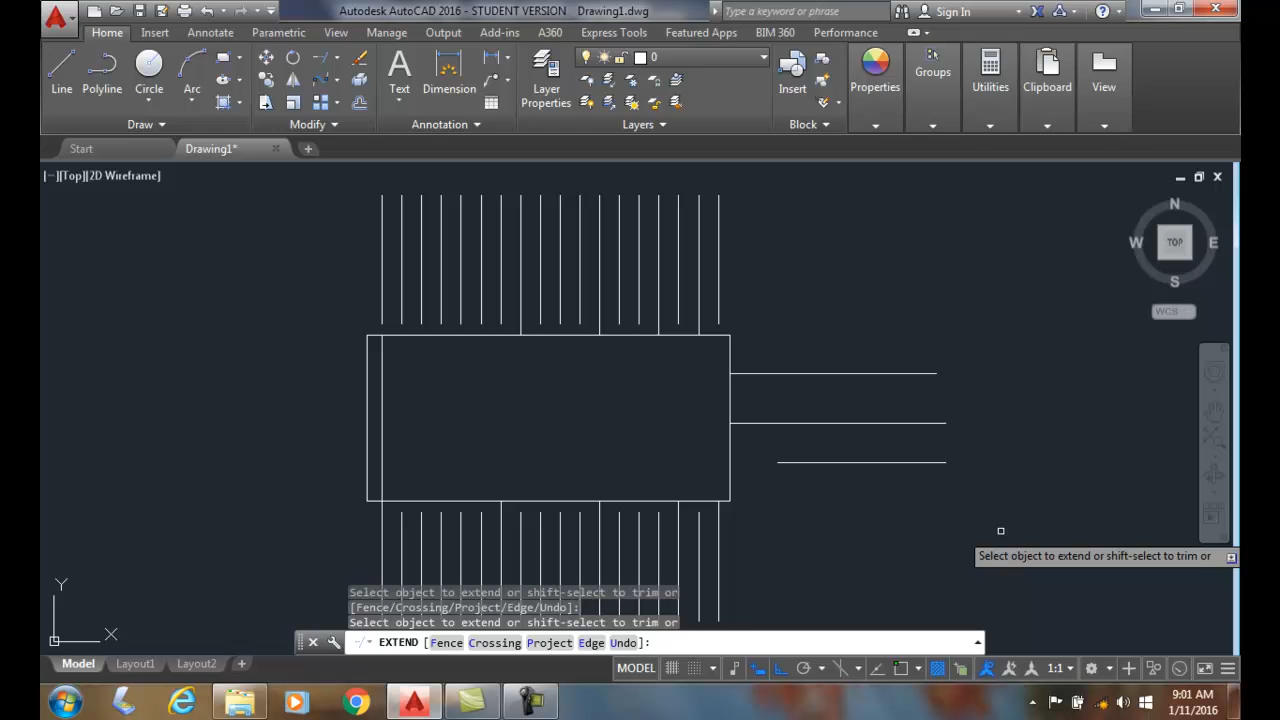 Autodesk AutoCAD 2016 - STUDENT VERSION Drawing1.dwg
Type a keyword or phrase
Sign In
Home Insert Annotate Parametric View Manage Output Add-ins A360 Express Tools Featured Apps BIM 360 Performance
0
Line Polyline Circle Arc Text Dimension Layer Properties Insert Properties Groups Utilities Clipboard View
Draw Modify Annotation Layers Block
Start Drawing1*
[−][Top][2D Wireframe]
N
W TOP E
S
WCS
Select object to extend or shift-select to trim or
Y
X
Select object to extend or shift-select to trim or
[Fence/Crossing/Project/Edge/Undo]:
Select object to extend or shift-select to trim or
EXTEND [Fence Crossing Project Edge Undo]:
Model Layout1 Layout2 +
MODEL 1:1
9:01 AM
1/11/2016